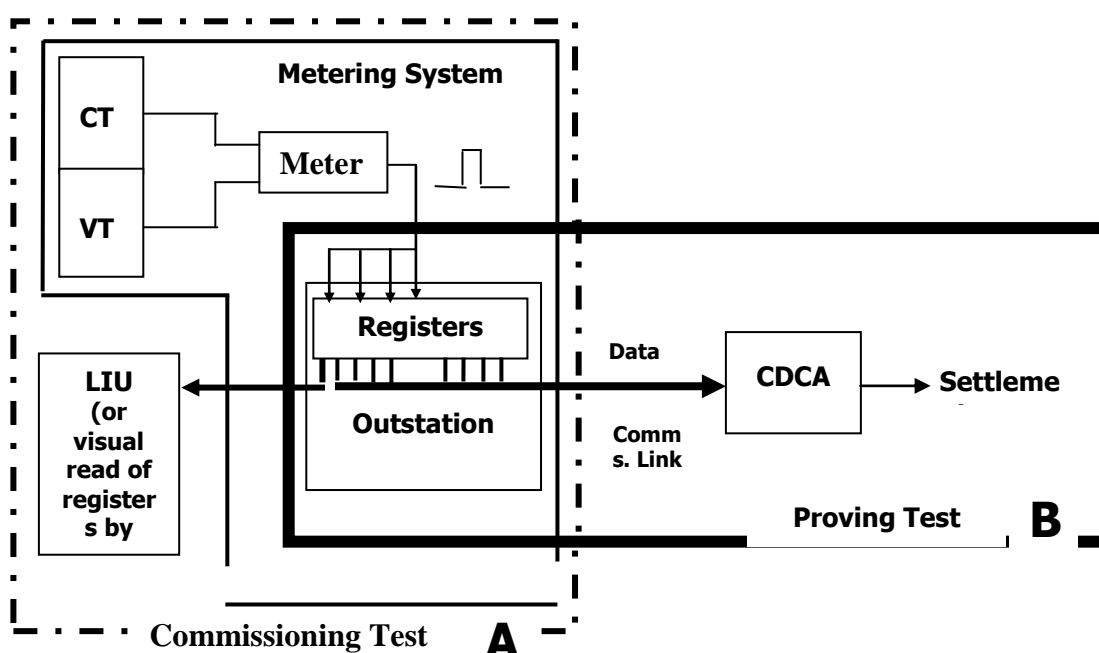 Metering System
CT
Meter
VT
Registers
Data
LIU
(or
visual
read of
register
s by
CDCA
Settleme
Outstation
Comm
s. Link
Proving Test
B
Commissioning Test
A